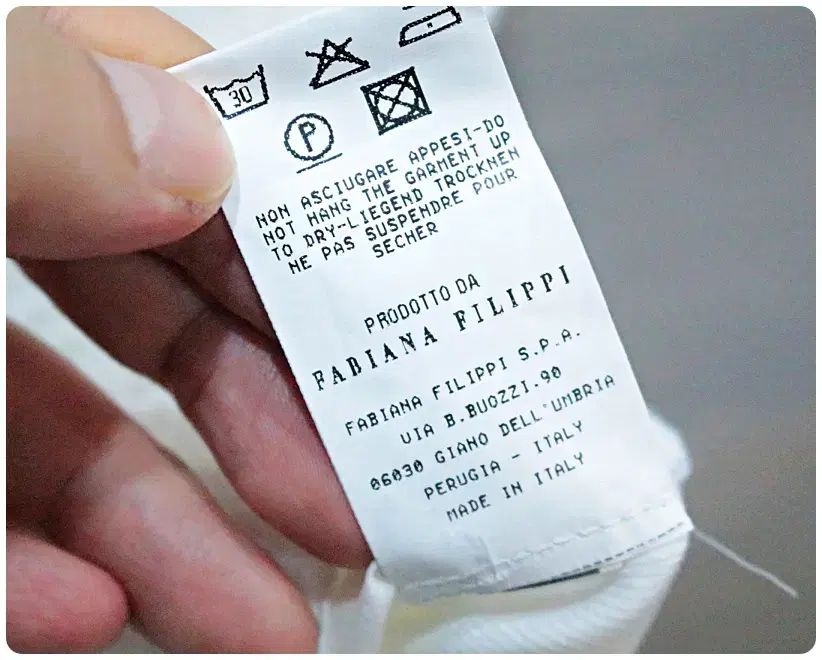 30
P
NON ASCIUGARE APPESI-DO
NOT HANG THE GARMENT UP
TO DRY-LIEGEND TROCKNEN
NE PAS SUSPENDRE POUR
SECHER
PRODOTTO DA
FABIANA FILIPPI
FABIANA FILIPPI S.P.A.
VIA B.BUOZZI.90
06030 GIANO DELL'UMBRIA
PERUGIA - ITALY
MADE IN ITALY